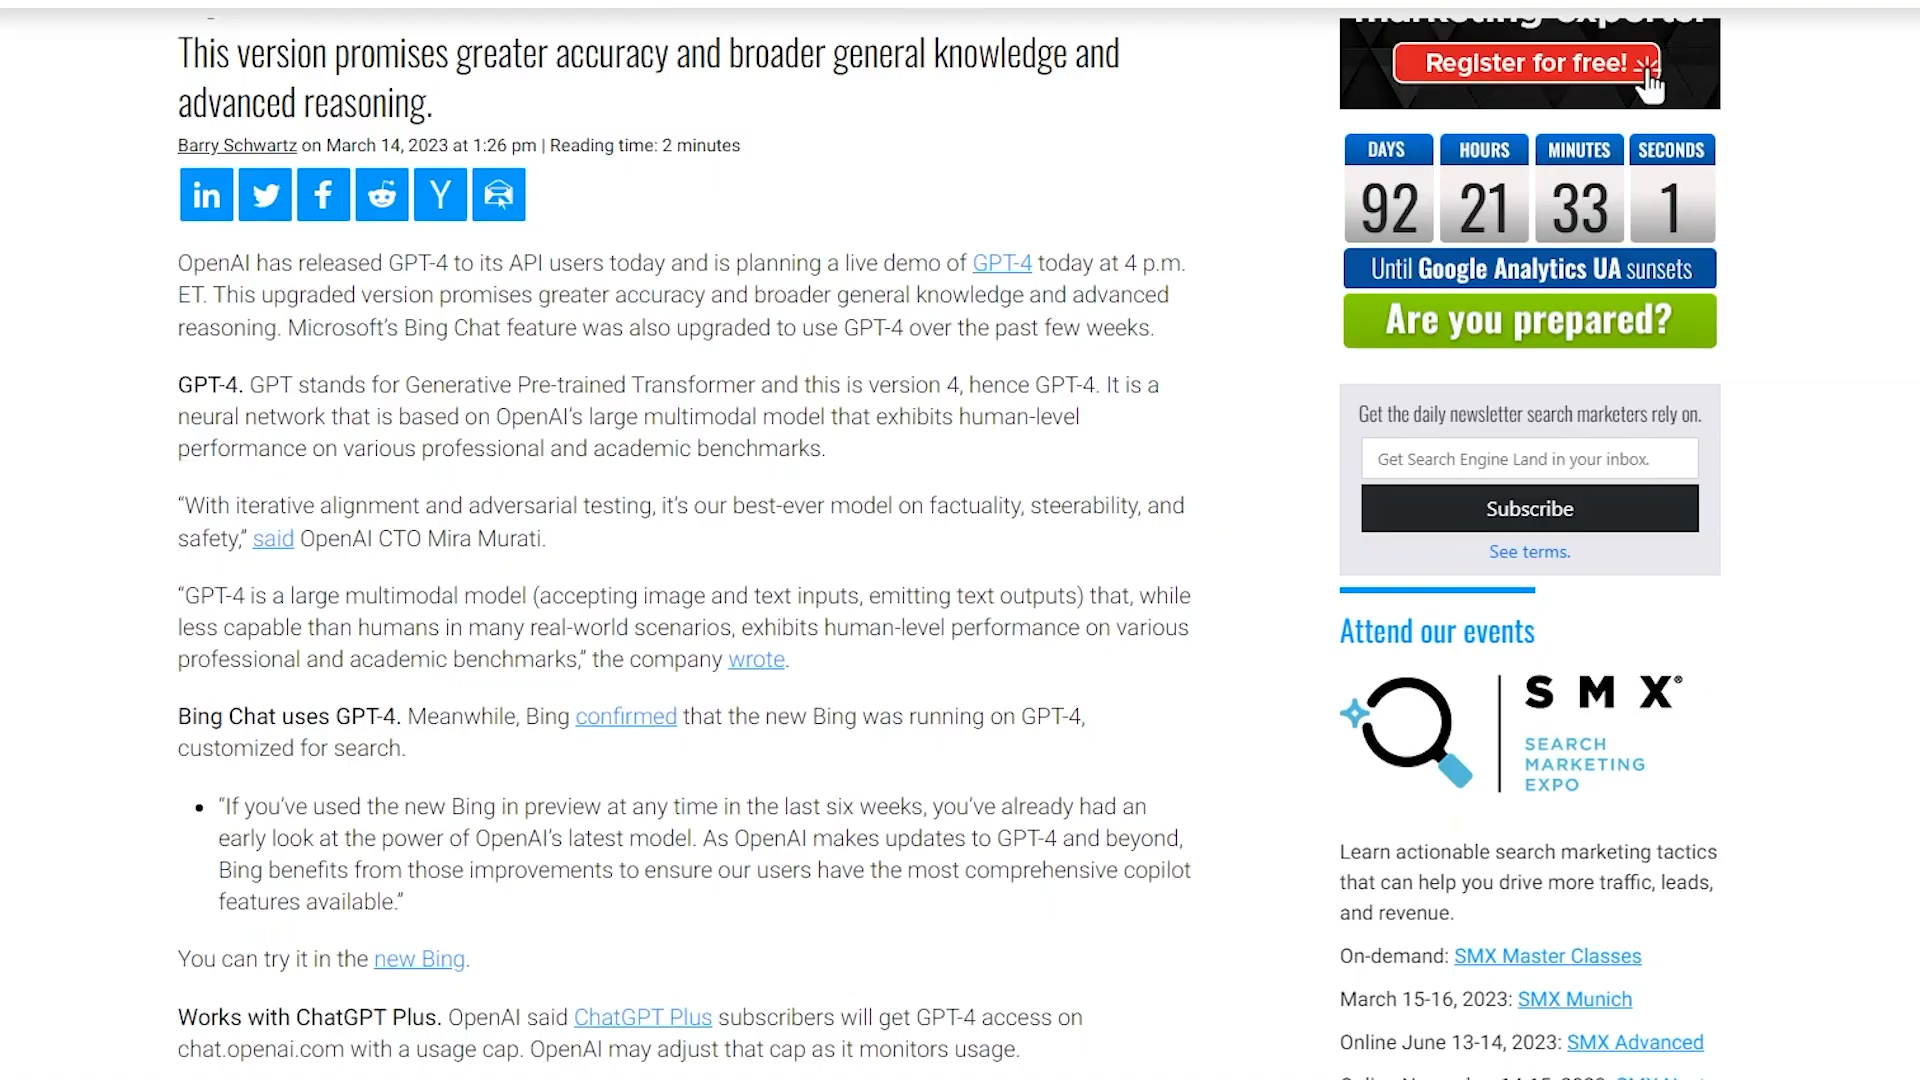 This version promises greater accuracy and broader general knowledge and
advanced reasoning.
Barry Schwartz on March 14, 2023 at 1:26 pm | Reading time: 2 minutes
OpenAI has released GPT-4 to its API users today and is planning a live demo of GPT-4 today at 4 p.m.
ET. This upgraded version promises greater accuracy and broader general knowledge and advanced
reasoning. Microsoft’s Bing Chat feature was also upgraded to use GPT-4 over the past few weeks.
GPT-4. GPT stands for Generative Pre-trained Transformer and this is version 4, hence GPT-4. It is a
neural network that is based on OpenAI’s large multimodal model that exhibits human-level
performance on various professional and academic benchmarks.
“With iterative alignment and adversarial testing, it’s our best-ever model on factuality, steerability, and
safety,” said OpenAI CTO Mira Murati.
“GPT-4 is a large multimodal model (accepting image and text inputs, emitting text outputs) that, while
less capable than humans in many real-world scenarios, exhibits human-level performance on various
professional and academic benchmarks,” the company wrote.
Bing Chat uses GPT-4. Meanwhile, Bing confirmed that the new Bing was running on GPT-4,
customized for search.
“If you’ve used the new Bing in preview at any time in the last six weeks, you’ve already had an
early look at the power of OpenAI’s latest model. As OpenAI makes updates to GPT-4 and beyond,
Bing benefits from those improvements to ensure our users have the most comprehensive copilot
features available.”
You can try it in the new Bing.
Works with ChatGPT Plus. OpenAI said ChatGPT Plus subscribers will get GPT-4 access on
chat.openai.com with a usage cap. OpenAI may adjust that cap as it monitors usage.
marketing experts!
Register for free!
DAYS HOURS MINUTES SECONDS
92 21 33 1
Until Google Analytics UA sunsets
Are you prepared?
Get the daily newsletter search marketers rely on.
Get Search Engine Land in your inbox.
Subscribe
See terms.
Attend our events
SMX®
SEARCH
MARKETING
EXPO
Learn actionable search marketing tactics
that can help you drive more traffic, leads,
and revenue.
On-demand: SMX Master Classes
March 15-16, 2023: SMX Munich
Online June 13-14, 2023: SMX Advanced